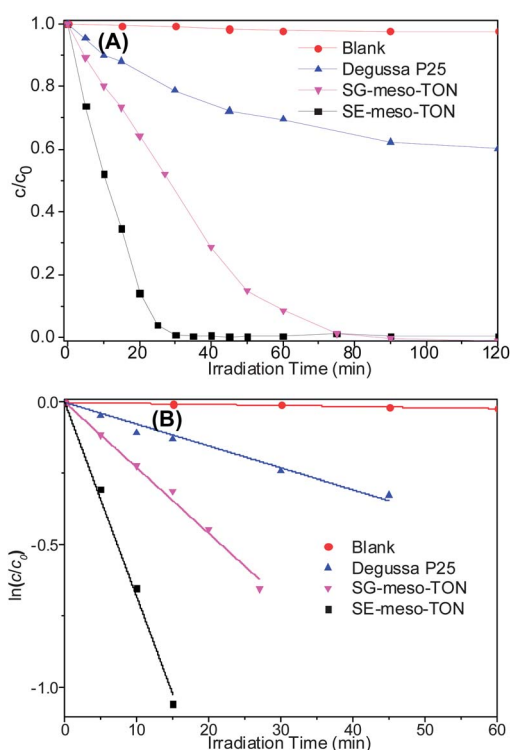 1.0
(A)
Blank
Degussa P25
SG-meso-TON
SE-meso-TON
0.8
0.6
0.4
0.2
0.0
c/c0
0 20 40 60 80 100 120
Irradiation Time (min)
0.0
(B)
-0.5
-1.0
ln(c/c0)
Blank
Degussa P25
SG-meso-TON
SE-meso-TON
0 10 20 30 40 50 60
Irradiation Time (min)